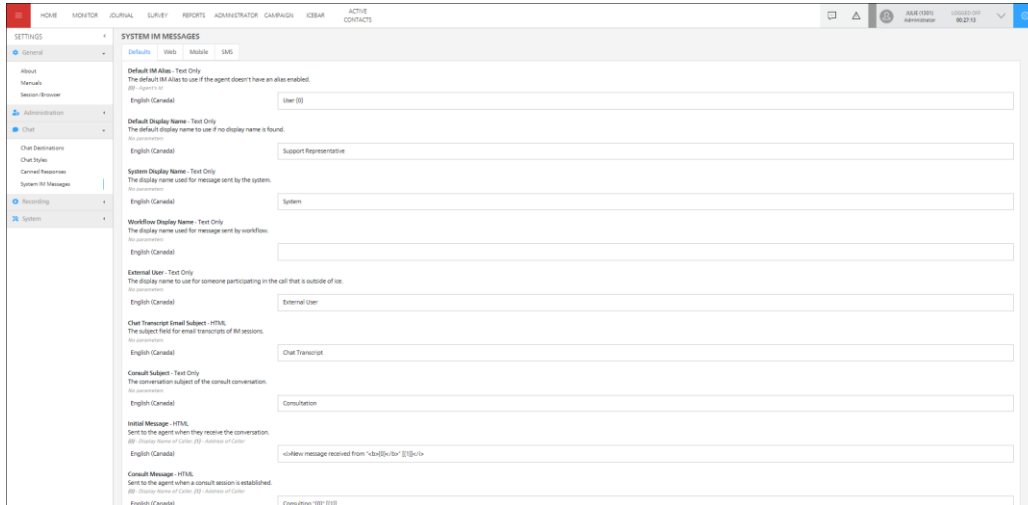 HOME MONITOR JOURNAL SURVEY REPORTS ADMINISTRATOR CAMPAIGN ICEBAR ACTIVE CONTACTS
JULIE (1001) LOGGED OFF
Administrator 00:27:13
SETTINGS
General
About
Manuals
Session /Browser
Administration
Chat
Chat Destinations
Chat Styles
Canned Responses
System IM Messages
Recording
System
SYSTEM IM MESSAGES
Defaults Web Mobile SMS
Default IM Alias - Text Only
The default IM Alias to use if the agent doesn't have an alias enabled.
{0} - Agent's Id
English (Canada) User {0}
Default Display Name - Text Only
The default display name to use if no display name is found.
No parameters
English (Canada) Support Representative
System Display Name - Text Only
The display name used for message sent by the system.
No parameters
English (Canada) System
Workflow Display Name - Text Only
The display name used for message sent by workflow.
No parameters
English (Canada)
External User - Text Only
The display name to use for someone participating in the call that is outside of ice.
No parameters
English (Canada) External User
Chat Transcript Email Subject - HTML
The subject field for email transcripts of IM sessions.
No parameters
English (Canada) Chat Transcript
Consult Subject - Text Only
The conversation subject of the consult conversation.
No parameters
English (Canada) Consultation
Initial Message - HTML
Sent to the agent when they receive the conversation.
{0} - Display Name of Caller. {1} - Address of Caller
English (Canada) <i>New message received from "<b>{0}</b>" [{1}]</i>
Consult Message - HTML
Sent to the agent when a consult session is established.
{0} - Display Name of Caller. {1} - Address of Caller
English (Canada) Consulting "{0}" [{1}]